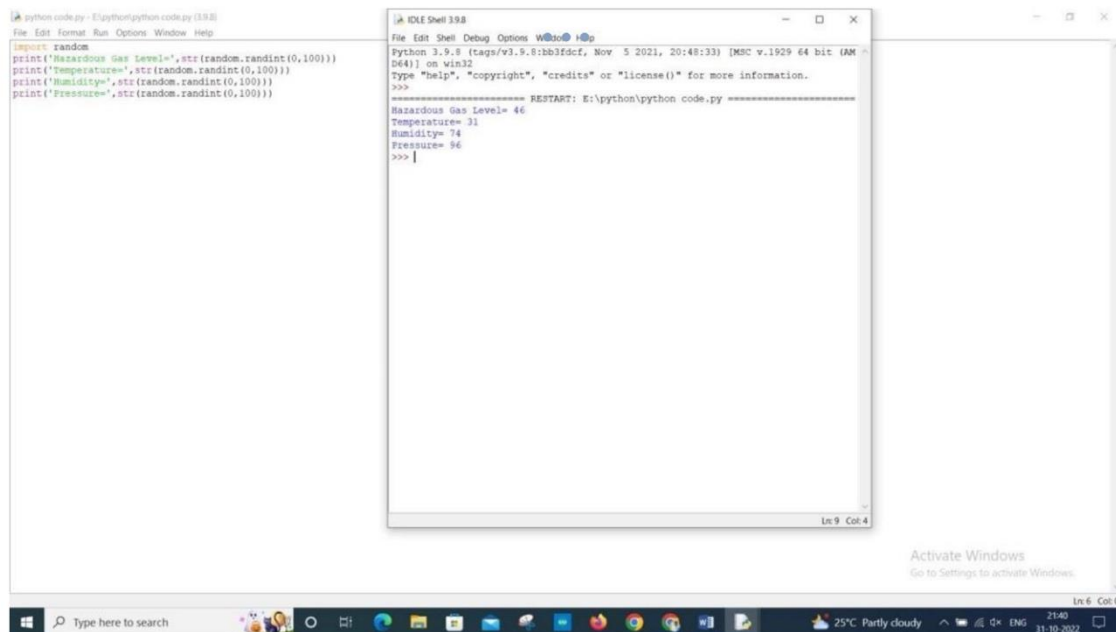 python code.py - E:\python\python code.py (3.9.8)
File Edit Format Run Options Window Help
import random
print('Hazardous Gas Level=',str(random.randint(0,100)))
print('Temperature=',str(random.randint(0,100)))
print('Humidity=',str(random.randint(0,100)))
print('Pressure=',str(random.randint(0,100)))
IDLE Shell 3.9.8
File Edit Shell Debug Options Window Help
Python 3.9.8 (tags/v3.9.8:bb3fdcf, Nov 5 2021, 20:48:33) [MSC v.1929 64 bit (AM
D64)] on win32
Type "help", "copyright", "credits" or "license()" for more information.
>>>
====================== RESTART: E:\python\python code.py =====================
Hazardous Gas Level= 46
Temperature= 31
Humidity= 74
Pressure= 96
>>>
Ln: 9 Col: 4
Activate Windows
Go to Settings to activate Windows.
Ln: 6 Col:
Type here to search
25°C Partly cloudy
ENG
21:40
31-10-2022